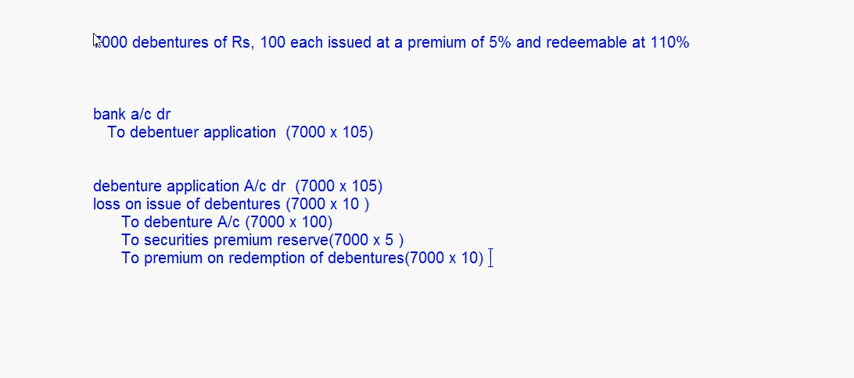 7000 debentures of Rs, 100 each issued at a premium of 5% and redeemable at 110%
bank a/c dr
To debentuer application (7000 x 105)
debenture application A/c dr (7000 x 105)
loss on issue of debentures (7000 x 10 )
To debenture A/c (7000 x 100)
To securities premium reserve(7000 x 5 )
To premium on redemption of debentures(7000 x 10)